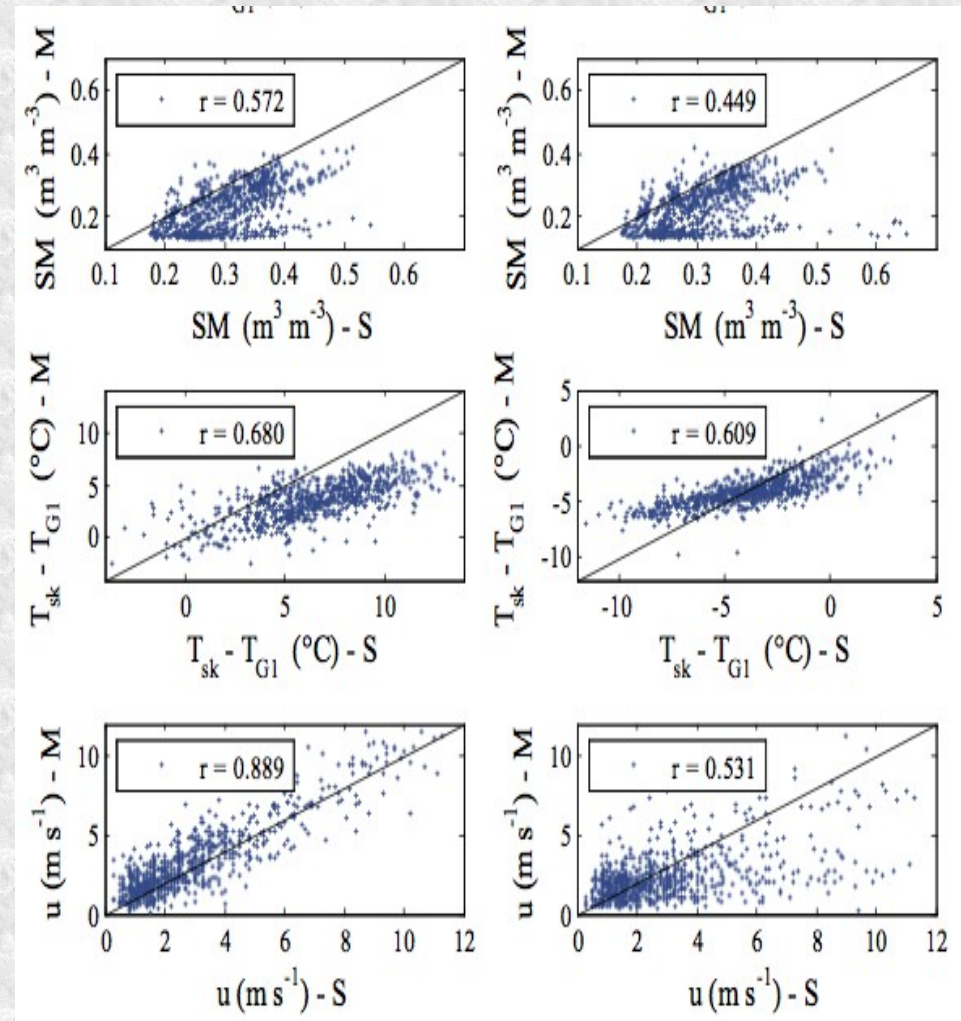 SM (m³ m⁻³) - M
0.6
0.4
0.2
r = 0.572
0.1 0.2 0.3 0.4 0.5 0.6
SM (m³ m⁻³) - S
SM (m³ m⁻³) - M
0.6
0.4
0.2
r = 0.449
0.1 0.2 0.3 0.4 0.5 0.6
SM (m³ m⁻³) - S
T_sk - T_G1 (°C) - M
10
5
0
r = 0.680
0 5 10
T_sk - T_G1 (°C) - S
T_sk - T_G1 (°C) - M
5
0
-5
-10
r = 0.609
-10 -5 0 5
T_sk - T_G1 (°C) - S
u (m s⁻¹) - M
10
5
0
r = 0.889
0 2 4 6 8 10 12
u (m s⁻¹) - S
u (m s⁻¹) - M
10
5
0
r = 0.531
0 2 4 6 8 10 12
u (m s⁻¹) - S